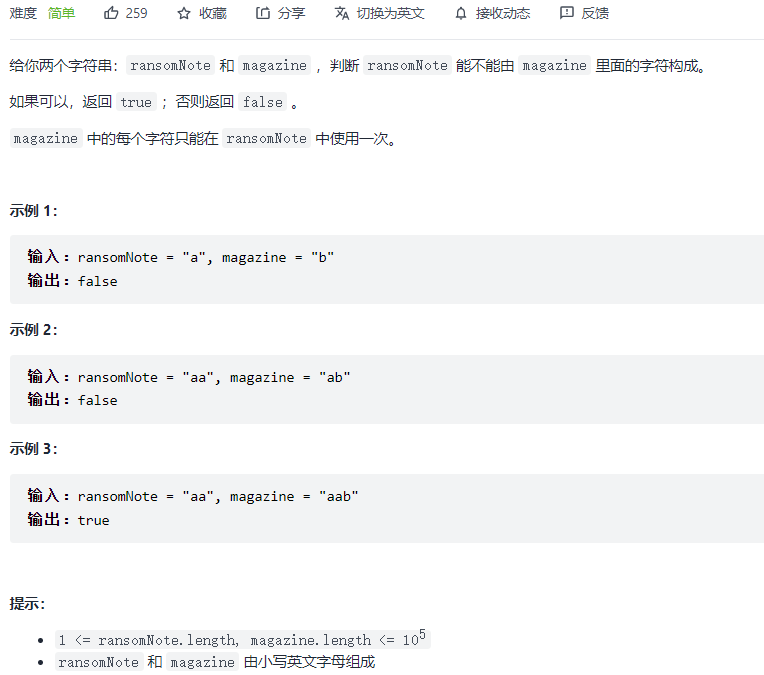 难度 简单 259 收藏 分享 切换为英文 接收动态 反馈
给你两个字符串：ransomNote 和 magazine ，判断 ransomNote 能不能由 magazine 里面的字符构成。
如果可以，返回 true ；否则返回 false 。
magazine 中的每个字符只能在 ransomNote 中使用一次。
示例 1：
输入：ransomNote = "a", magazine = "b"
输出：false
示例 2：
输入：ransomNote = "aa", magazine = "ab"
输出：false
示例 3：
输入：ransomNote = "aa", magazine = "aab"
输出：true
提示：
• 1 <= ransomNote.length, magazine.length <= 10⁵
• ransomNote 和 magazine 由小写英文字母组成